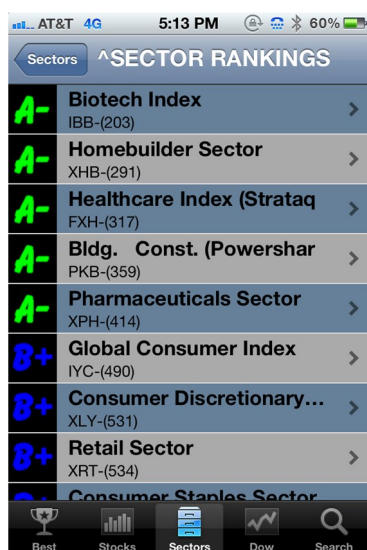 AT&T 4G 5:13 PM 60%
Sectors ^SECTOR RANKINGS
A- Biotech Index
IBB-(203)
A- Homebuilder Sector
XHB-(291)
A- Healthcare Index (Strataq
FXH-(317)
A- Bldg. Const. (Powershar
PKB-(359)
A- Pharmaceuticals Sector
XPH-(414)
B+ Global Consumer Index
IYC-(490)
B+ Consumer Discretionary...
XLY-(531)
B+ Retail Sector
XRT-(534)
B+ Consumer Staples Sector
Best Stocks Sectors Dow Search